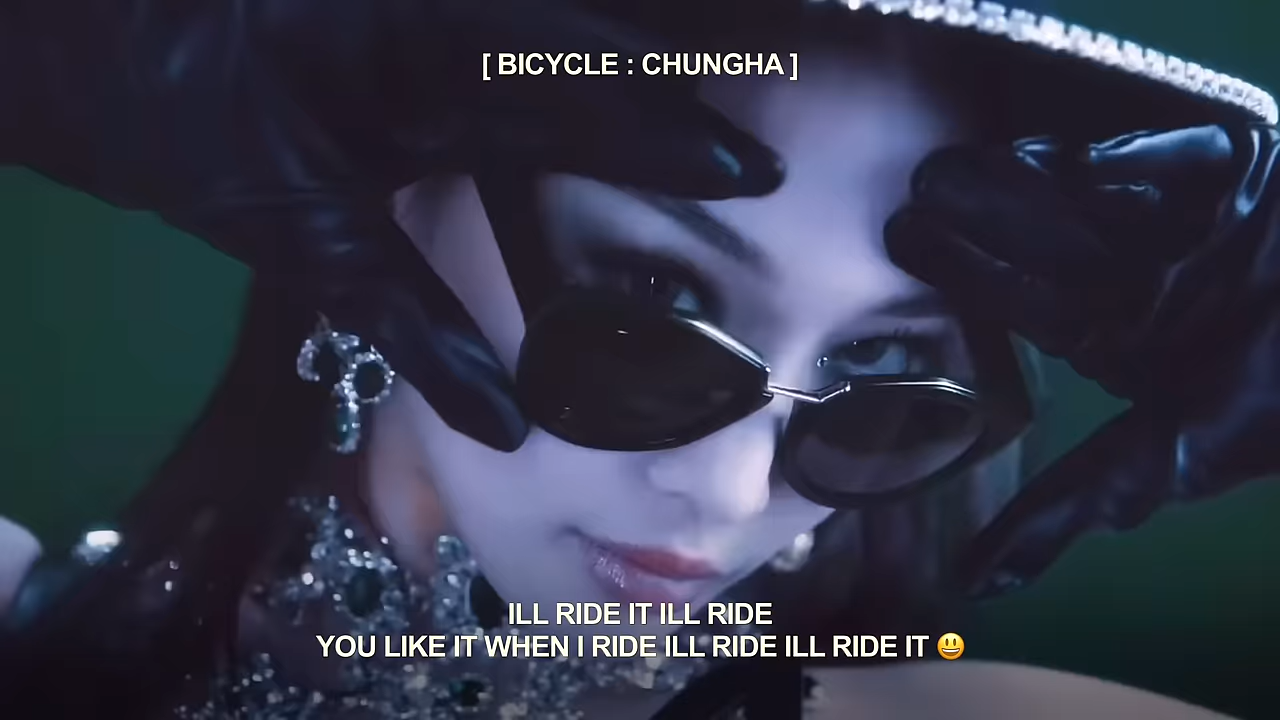 [ BICYCLE : CHUNGHA ]
ILL RIDE IT ILL RIDE
YOU LIKE IT WHEN I RIDE ILL RIDE ILL RIDE IT 😃